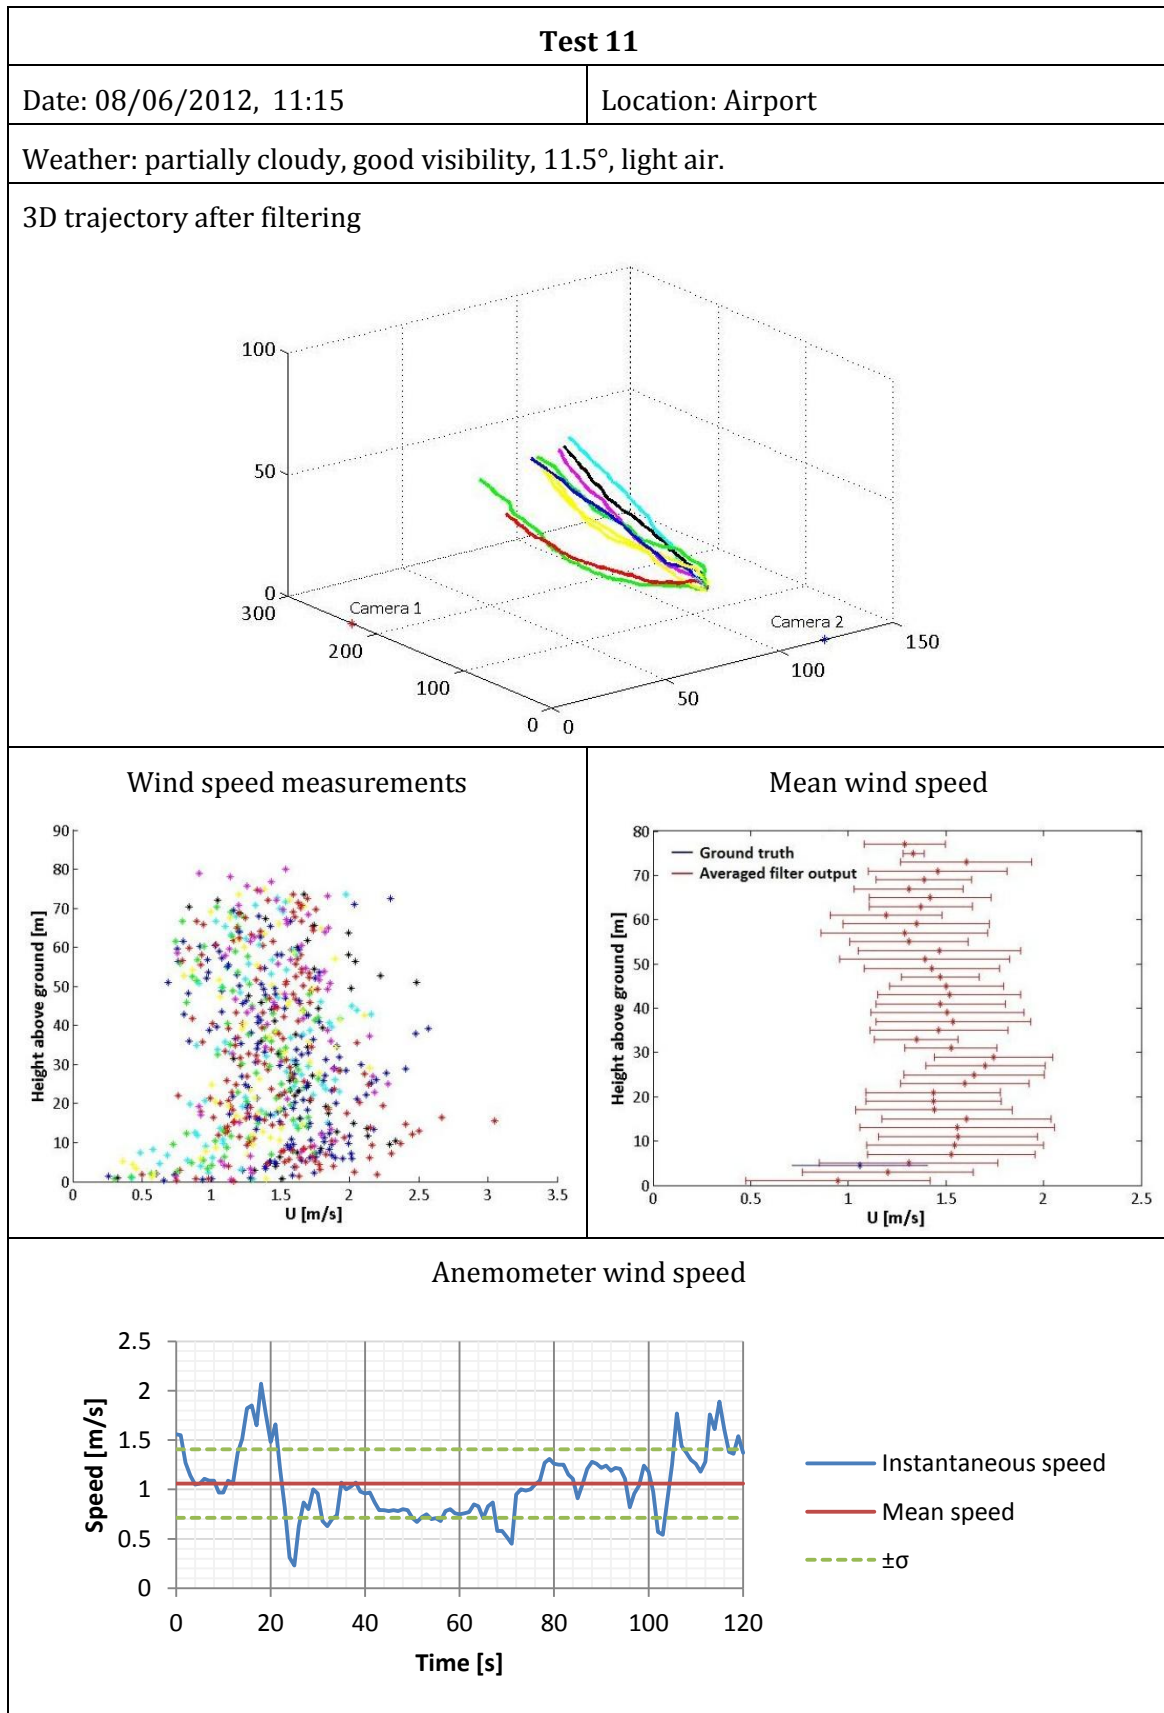 Test 11
Date: 08/06/2012, 11:15
Location: Airport
Weather: partially cloudy, good visibility, 11.5°, light air.
3D trajectory after filtering
100
50
0
300
Camera 1
200
100
0
0
50
100
Camera 2
150
Wind speed measurements
90
80
70
60
50
40
30
20
10
0
Height above ground [m]
0 0.5 1 1.5 2 2.5 3 3.5
U [m/s]
Mean wind speed
80
70
60
50
40
30
20
10
0
Height above ground [m]
Ground truth
Averaged filter output
0 0.5 1 1.5 2 2.5
U [m/s]
Anemometer wind speed
2.5
2
1.5
1
0.5
0
Speed [m/s]
0 20 40 60 80 100 120
Time [s]
Instantaneous speed
Mean speed
±σ